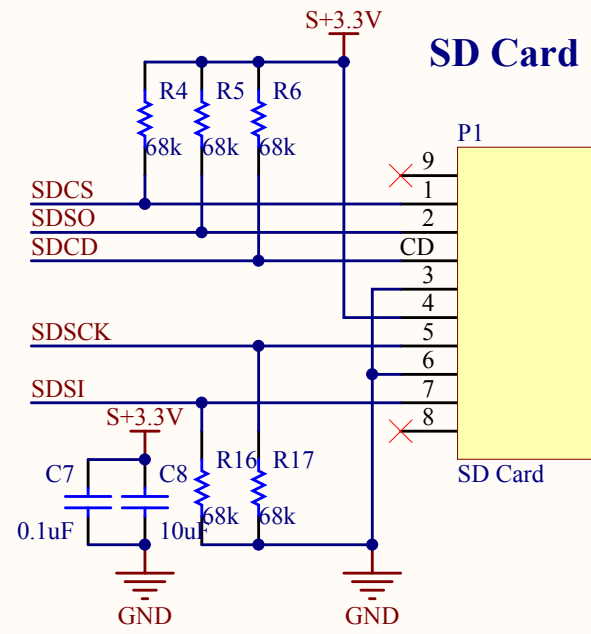 S+3.3V
SD Card
R4
R5
R6
68k
68k
68k
P1
9
SDCS
1
SDSO
2
SDCD
CD
3
4
SDSCK
5
6
SDSI
7
S+3.3V
8
C7
C8
R16
R17
SD Card
0.1uF
10uF
68k
68k
GND
GND